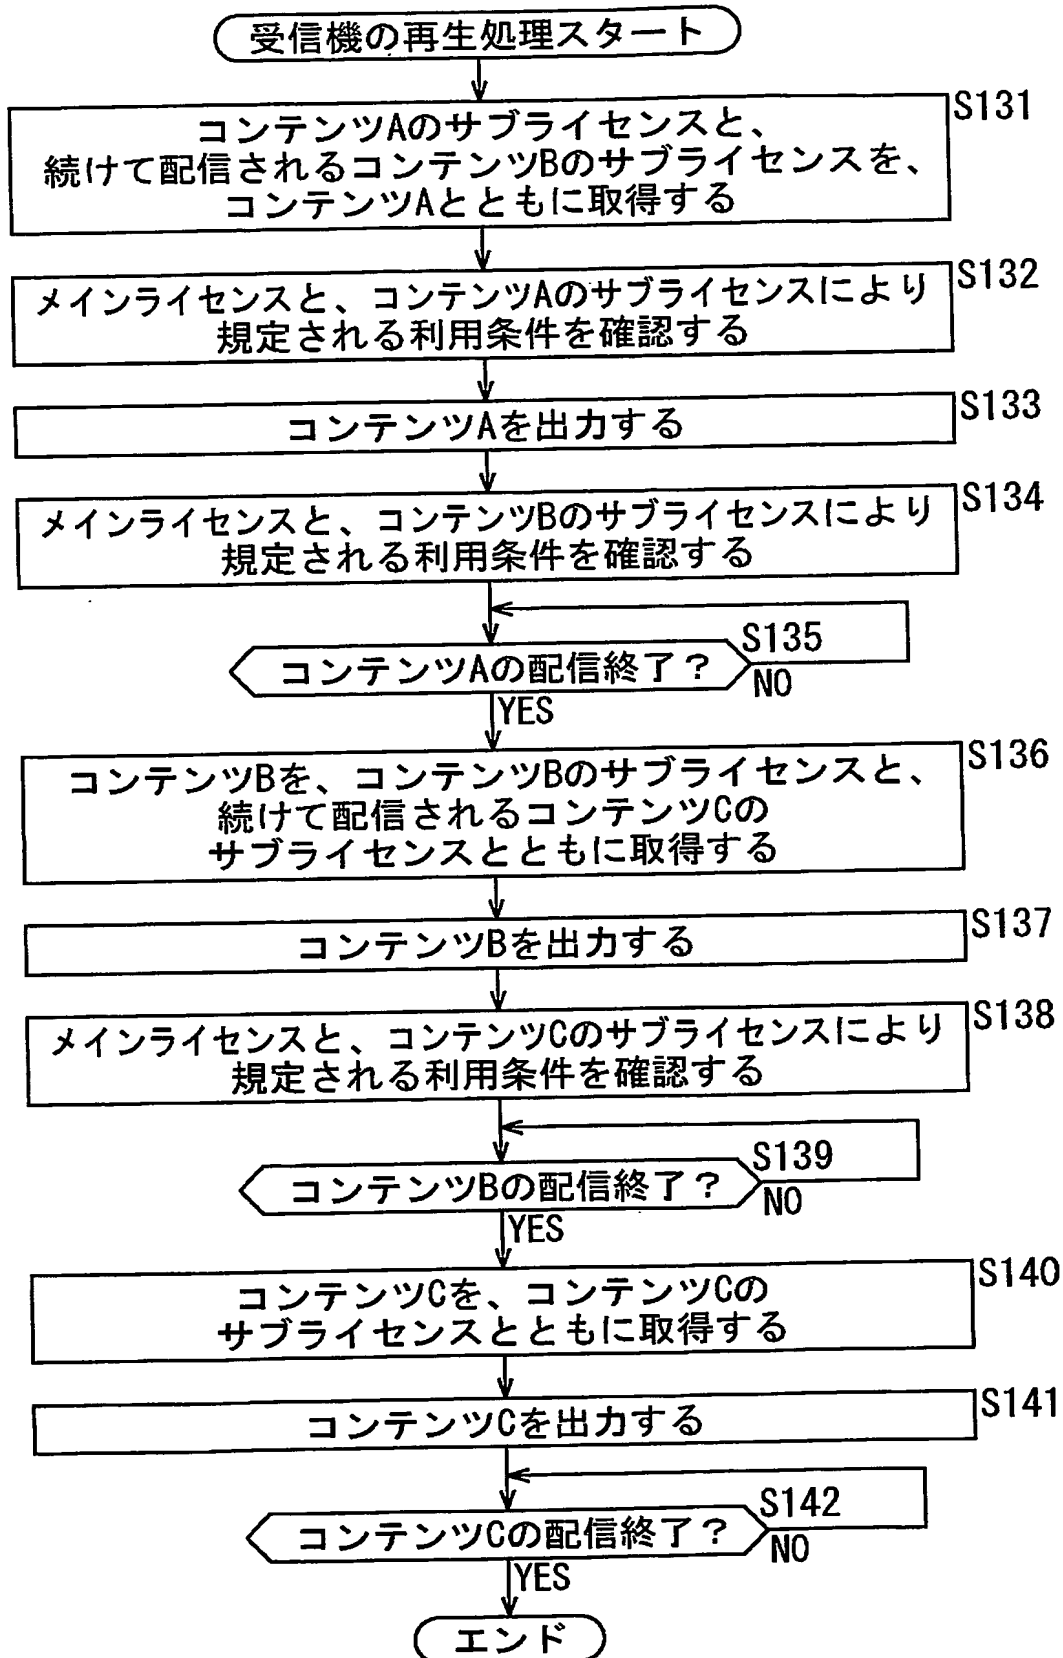 受信機の再生処理スタート
S131
コンテンツAのサブライセンスと、
続けて配信されるコンテンツBのサブライセンスを、
コンテンツAとともに取得する
S132
メインライセンスと、コンテンツAのサブライセンスにより
規定される利用条件を確認する
S133
コンテンツAを出力する
S134
メインライセンスと、コンテンツBのサブライセンスにより
規定される利用条件を確認する
S135
コンテンツAの配信終了？
NO
YES
S136
コンテンツBを、コンテンツBのサブライセンスと、
続けて配信されるコンテンツCの
サブライセンスとともに取得する
S137
コンテンツBを出力する
S138
メインライセンスと、コンテンツCのサブライセンスにより
規定される利用条件を確認する
S139
コンテンツBの配信終了？
NO
YES
S140
コンテンツCを、コンテンツCの
サブライセンスとともに取得する
S141
コンテンツCを出力する
S142
コンテンツCの配信終了？
NO
YES
エンド